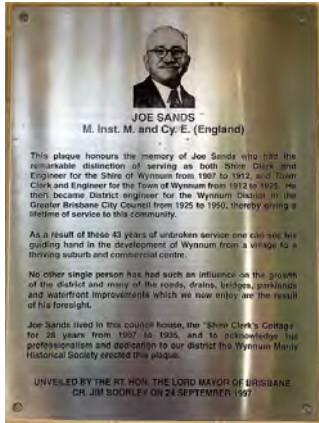 JOE SANDS
M. Inst. M. and Cy. E. (England)
This plaque honours the memory of Joe Sands who had the
remarkable distinction of serving as both Shire Clerk and
Engineer for the Shire of Wynnum from 1907 to 1912, and Town
Clerk and Engineer for the Town of Wynnum from 1912 to 1925. He
then became District engineer for the Wynnum District in the
Greater Brisbane City Council from 1925 to 1950, thereby giving a
lifetime of service to this community.
As a result of these 43 years of unbroken service one can see his
guiding hand in the development of Wynnum from a village to a
thriving suburb and commercial centre.
No other single person has had such an influence on the growth
of the district and many of the roads, drains, bridges, parklands
and waterfront improvements which we now enjoy are the result
of his foresight.
Joe Sands lived in this council house, the "Shire Clerk's Cottage"
for 28 years from 1907 to 1935, and to acknowledge his
professionalism and dedication to our district the Wynnum Manly
Historical Society erected this plaque.
UNVEILED BY THE RT. HON. THE LORD MAYOR OF BRISBANE
CR. JIM SOORLEY ON 24 SEPTEMBER 1997